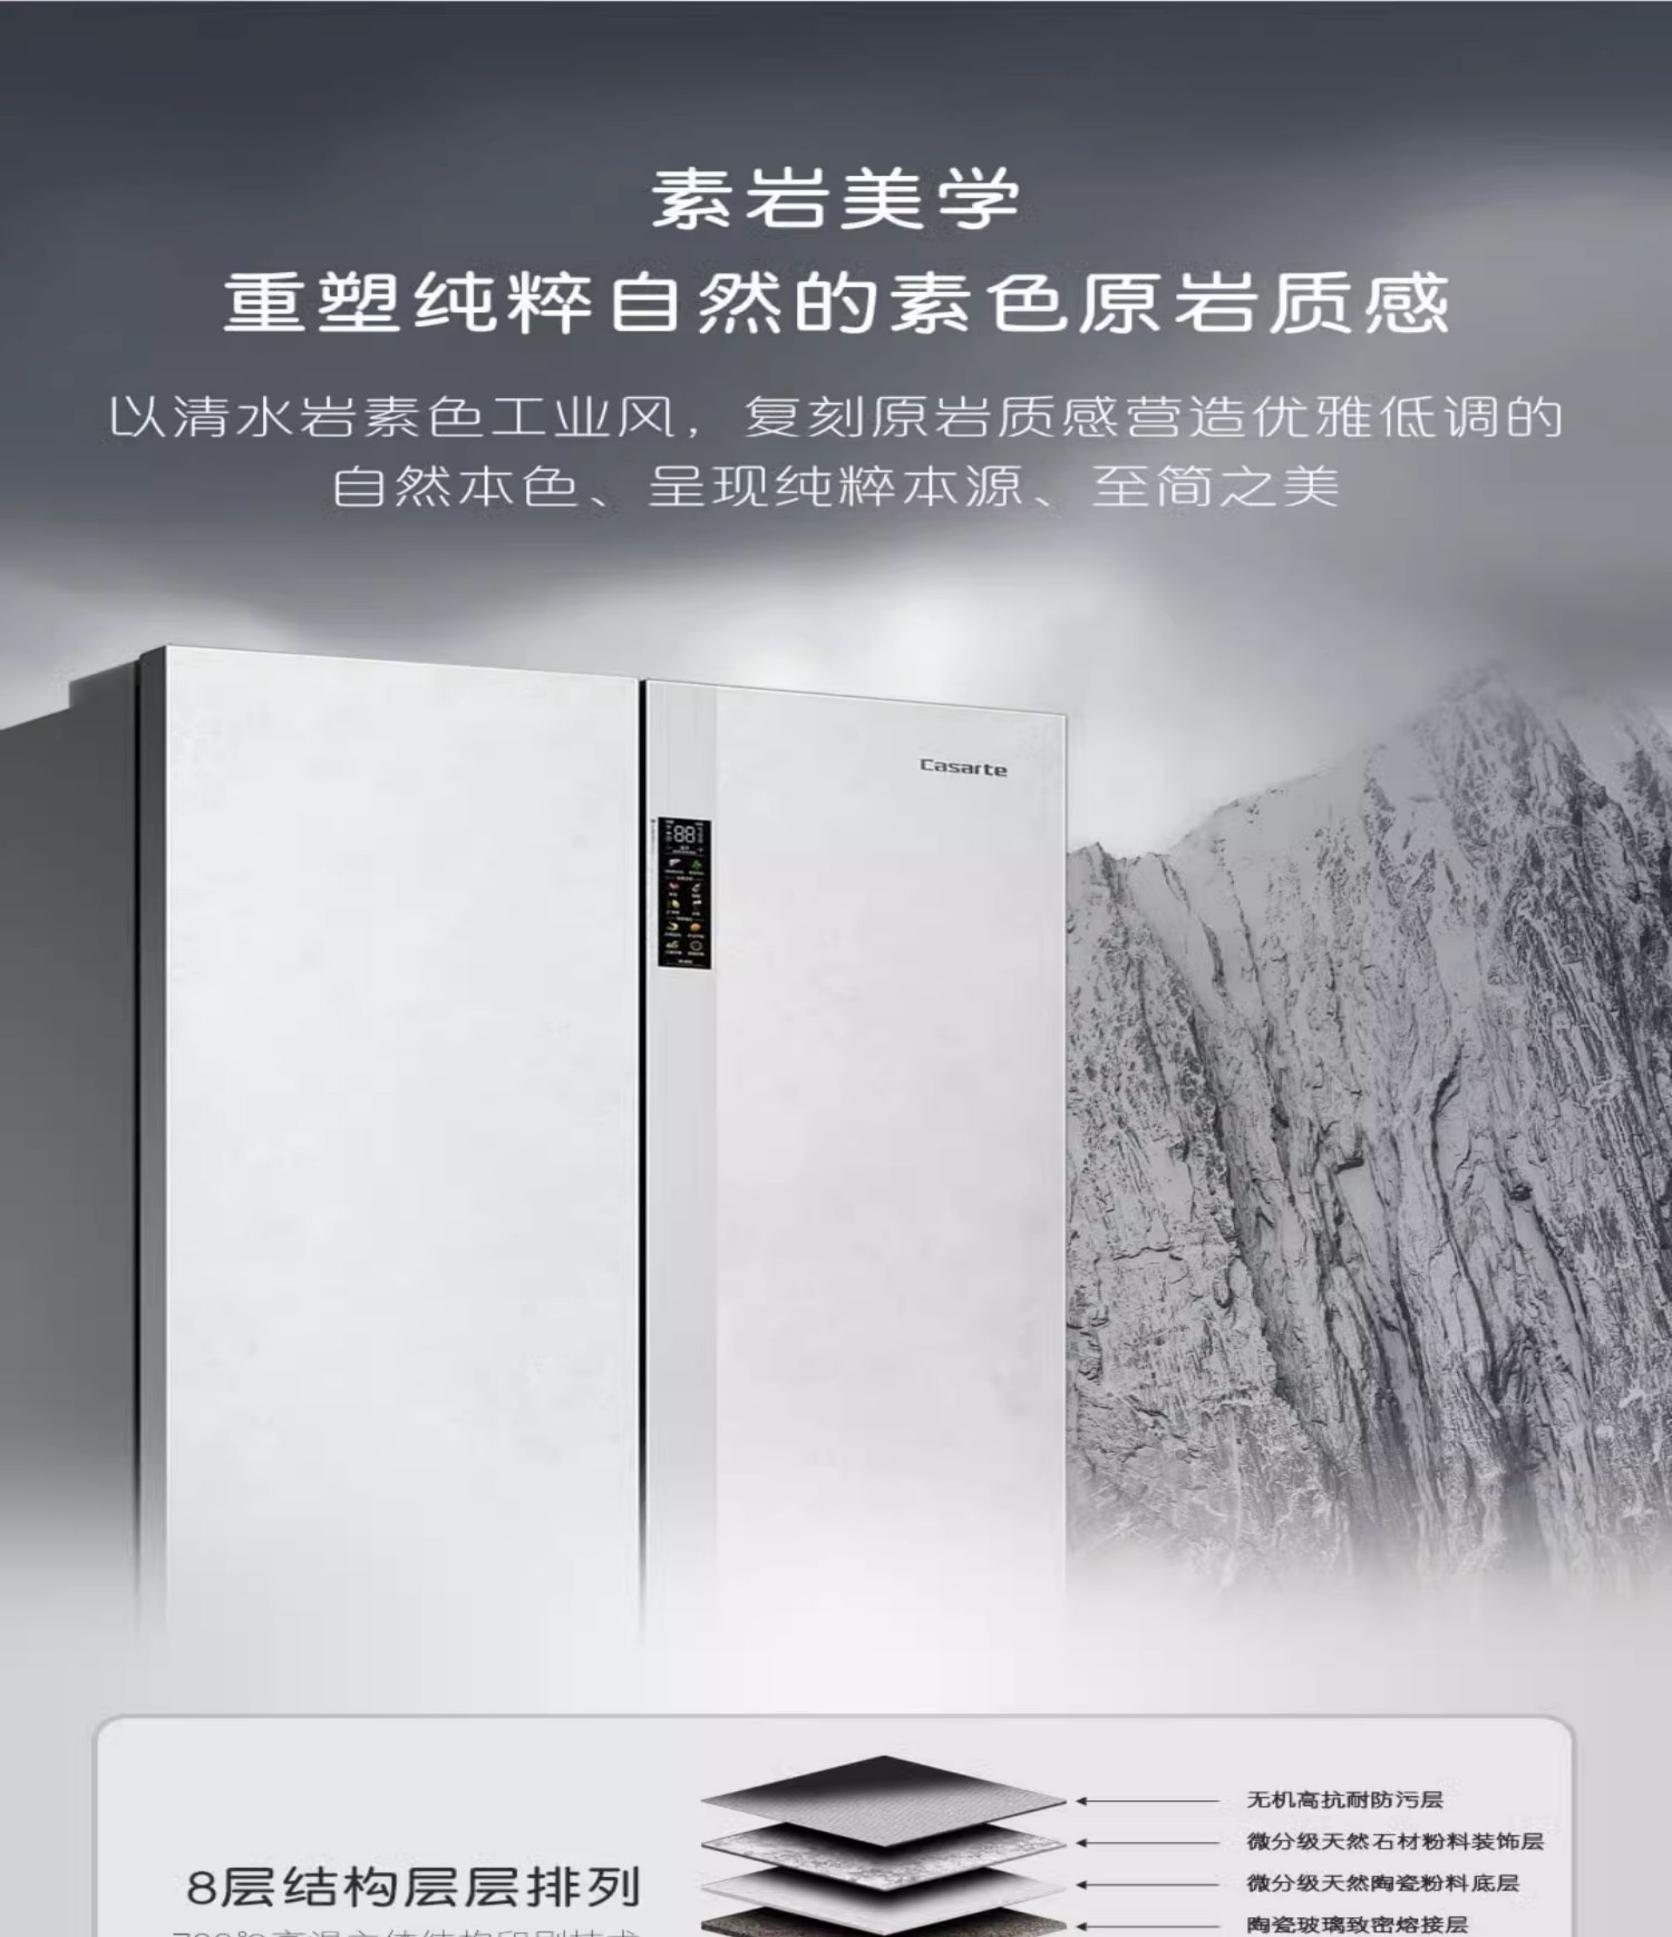 素岩美学
重塑纯粹自然的素色原岩质感
以清水岩素色工业风，复刻原岩质感营造优雅低调的
自然本色、呈现纯粹本源、至简之美
Casarte
88
无机高抗耐防污层
微分级天然石材粉料装饰层
8层结构层层排列
微分级天然陶瓷粉料底层
陶瓷玻璃致密熔接层